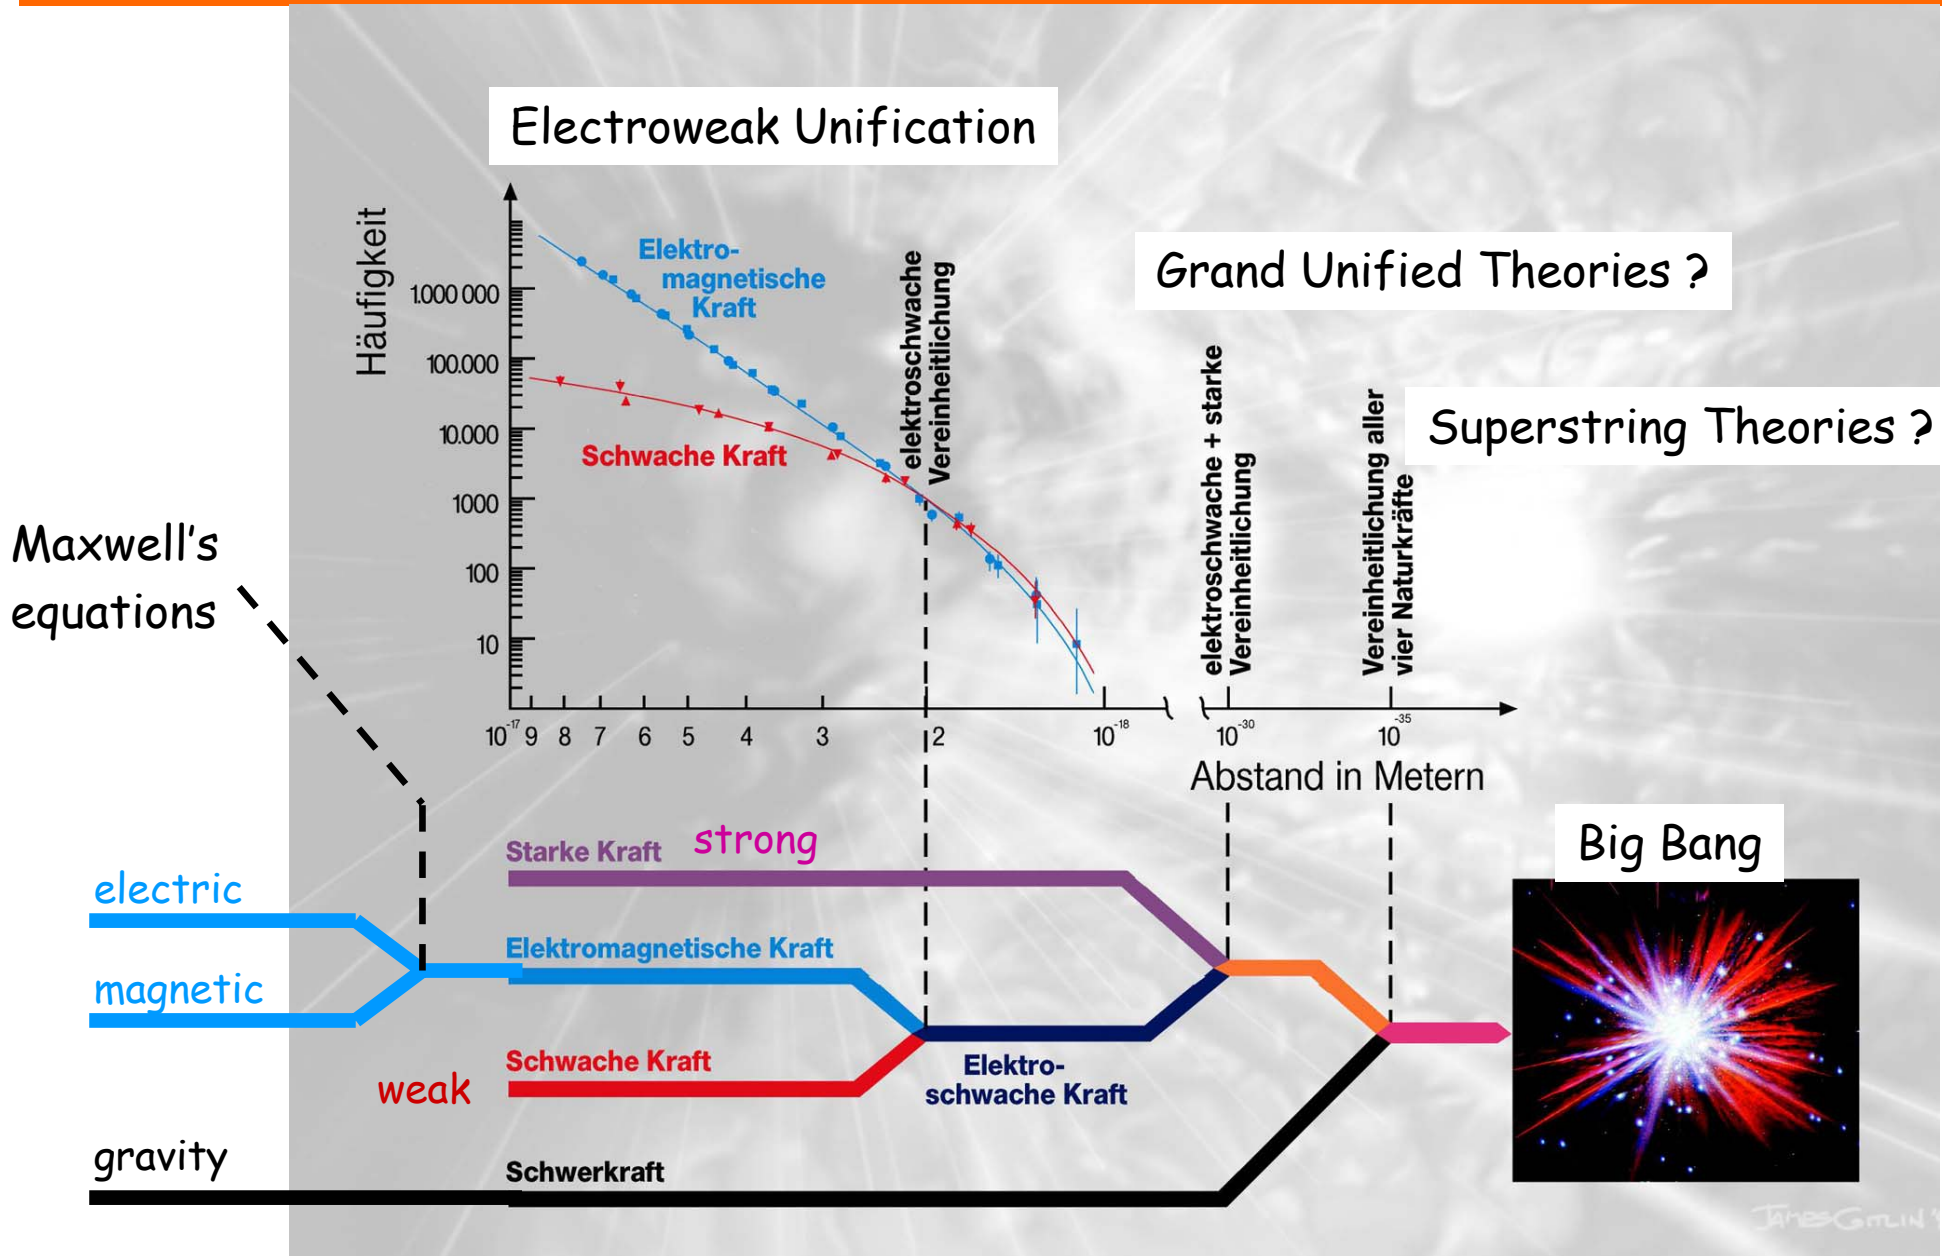 Electroweak Unification
Häufigkeit
1.000 000
100.000
10.000
1000
100
10
Elektro-
magnetische
Kraft
Schwache Kraft
elektroschwache
Vereinheitlichung
Grand Unified Theories ?
elektroschwache + starke
Vereinheitlichung
Vereinheitlichung aller
vier Naturkräfte
Superstring Theories ?
Maxwell's
equations
10⁻¹⁷ 9 8 7 6 5 4 3 2 10⁻¹⁸ 10⁻³⁰ 10⁻³⁵
Abstand in Metern
Big Bang
Starke Kraft strong
electric
Elektromagnetische Kraft
magnetic
Schwache Kraft
weak
Elektro-
schwache Kraft
gravity
Schwerkraft